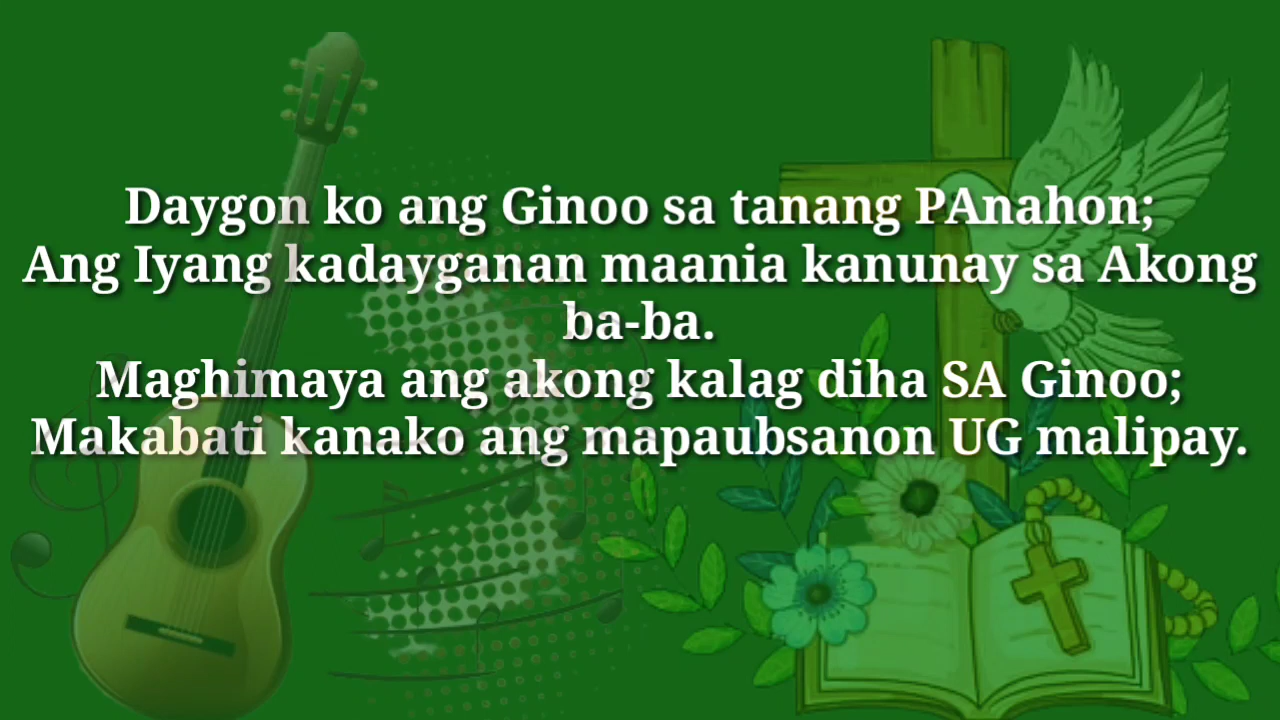 Daygon ko ang Ginoo sa tanang PAnahon;
Ang Iyang kadayganan maania kanunay sa Akong
ba-ba.
Maghimaya ang akong kalag diha SA Ginoo;
Makabati kanako ang mapaubsanon UG malipay.